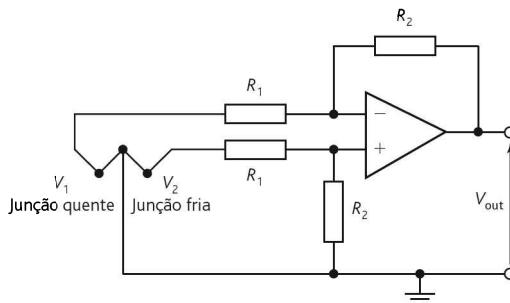 R2
R1
−
+
R1
V1
V2
Junção quente
Junção fria
R2
Vout